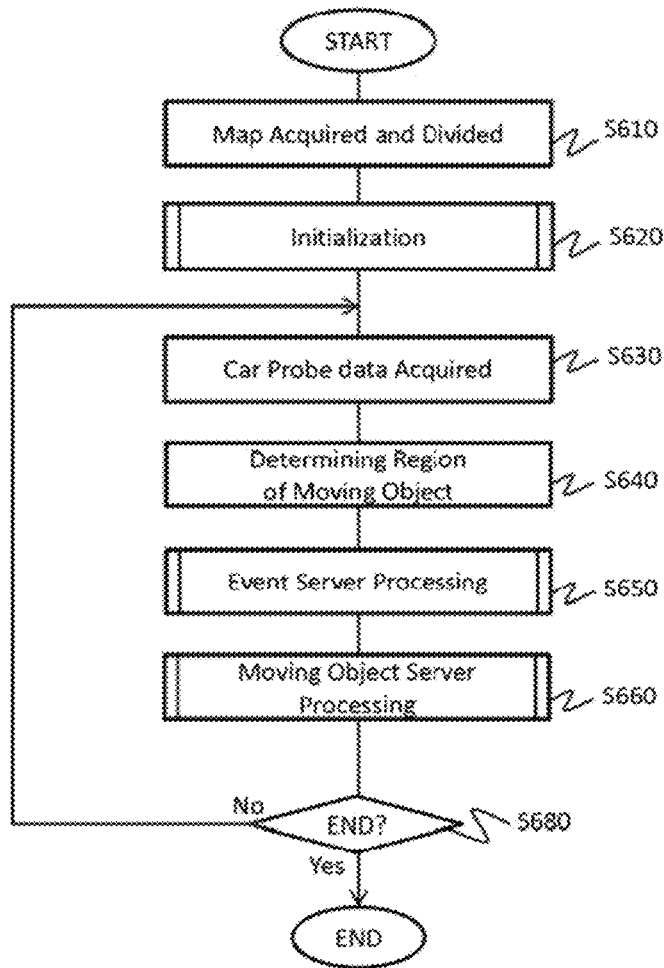 START
Map Acquired and Divided
S610
Initialization
S620
Car Probe data Acquired
S630
Determining Region
of Moving Object
S640
Event Server Processing
S650
Moving Object Server
Processing
S660
No
END?
S680
Yes
END